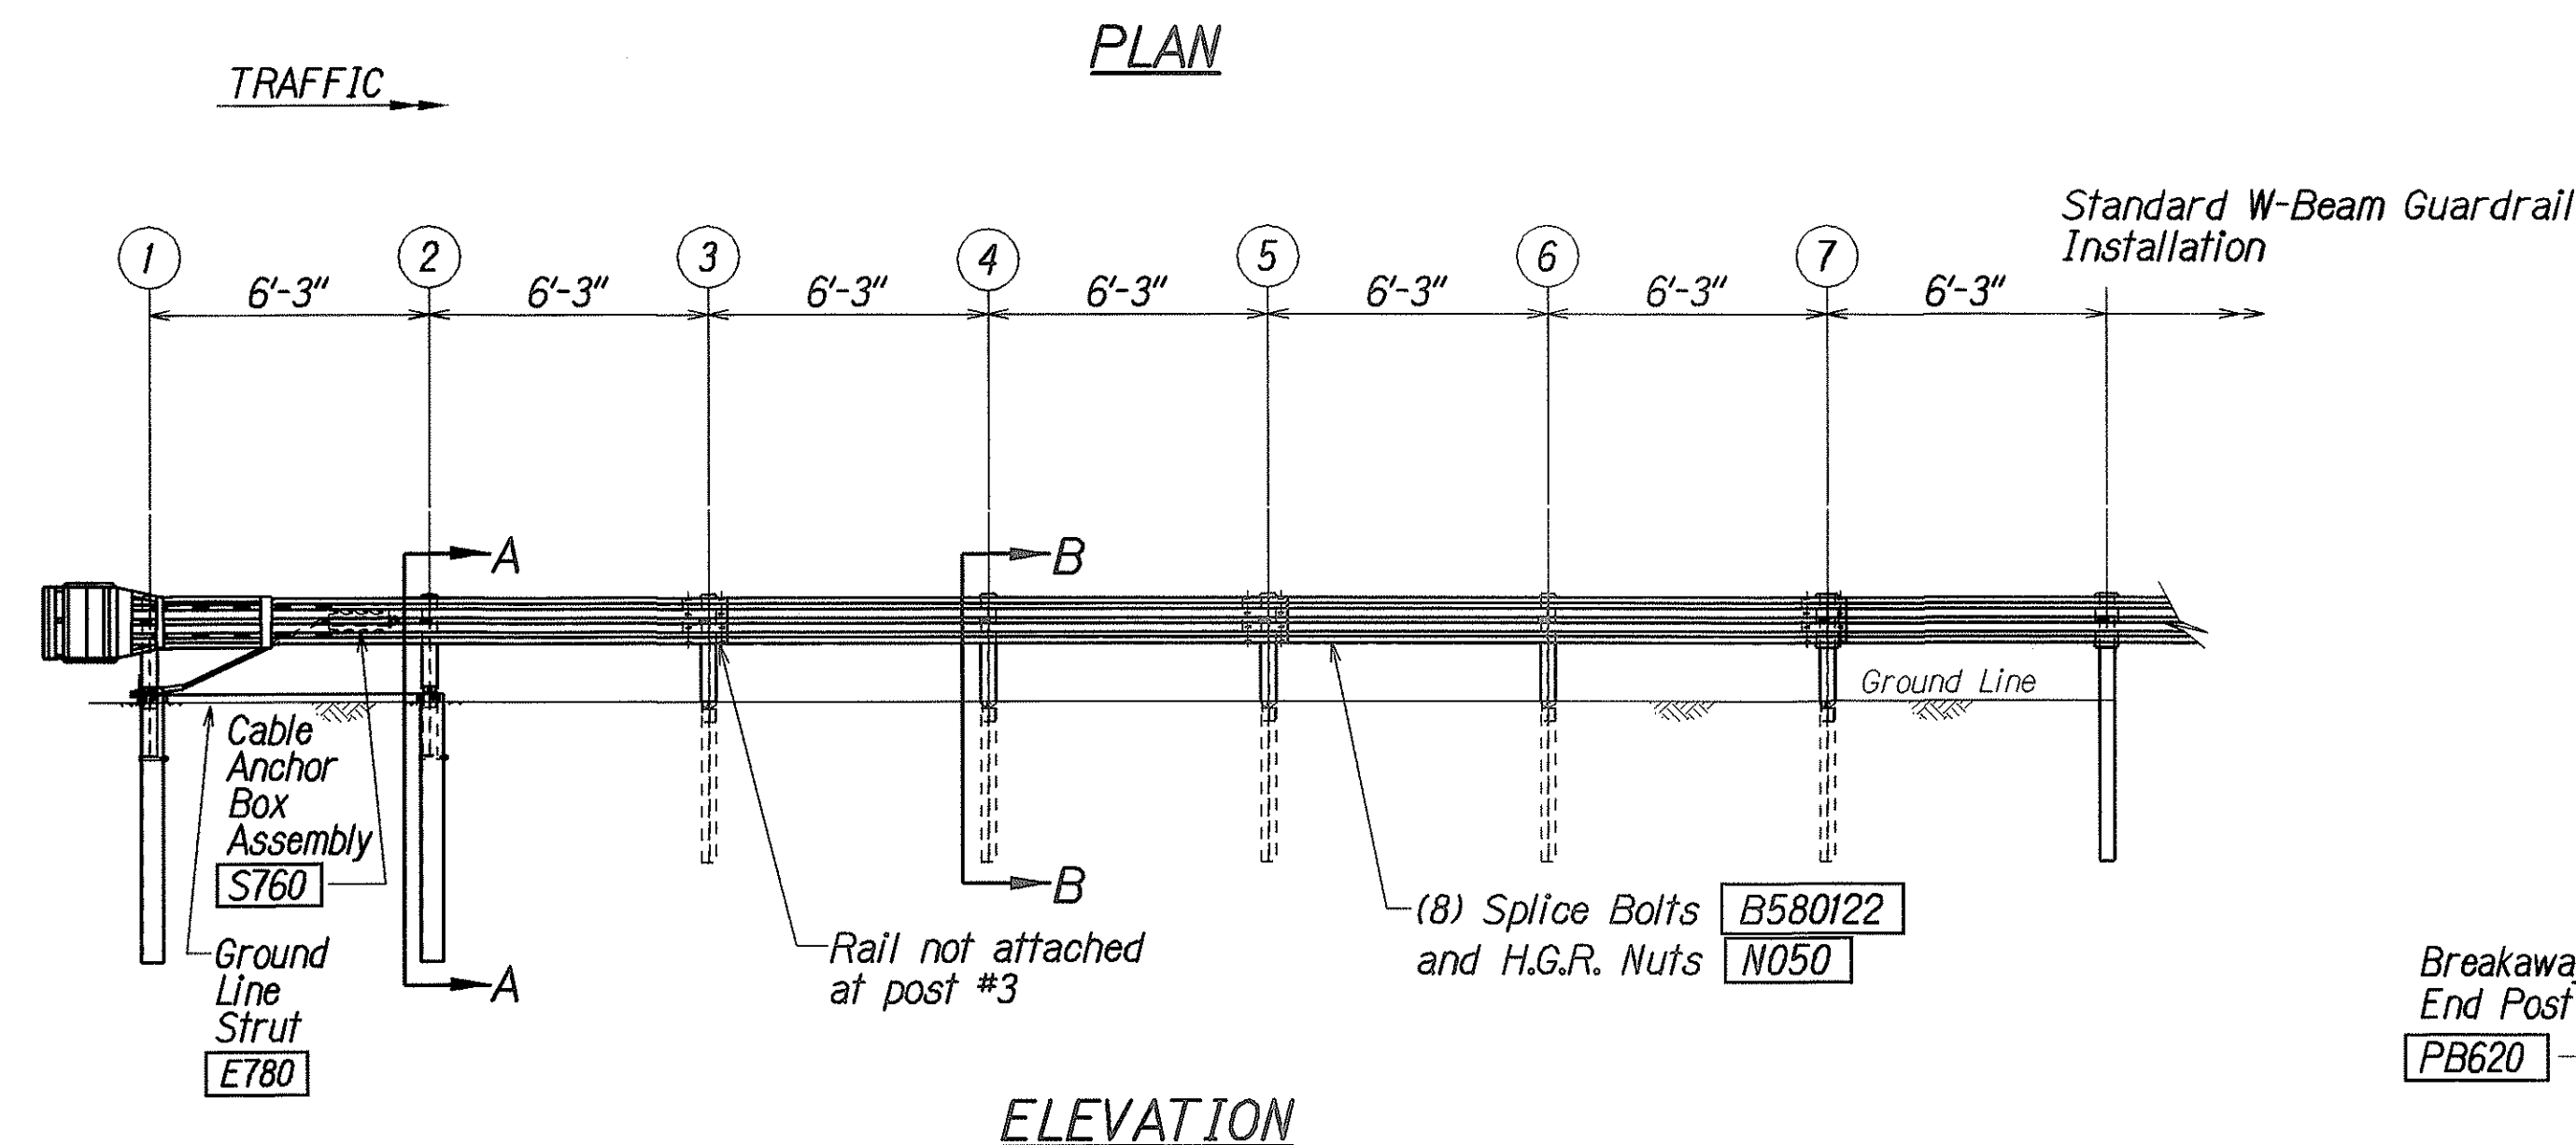 PLAN
TRAFFIC
Standard W-Beam Guardrail
Installation
1 2 3 4 5 6 7
6'-3" 6'-3" 6'-3" 6'-3" 6'-3" 6'-3" 6'-3"
A B
Ground Line
Cable
Anchor
Box
Assembly
S760
Ground
Line
Strut
E780
A B
Rail not attached
at post #3
(8) Splice Bolts B580122
and H.G.R. Nuts N050
End Post
PB620
ELEVATION